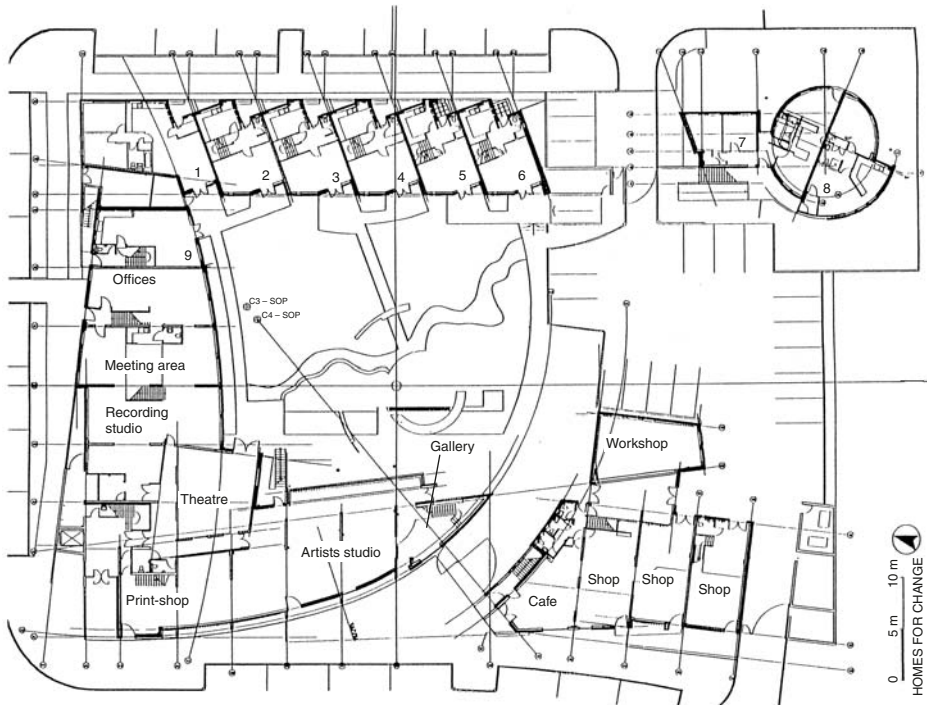 1
2
3
4
5
6
7
8
9
Offices
C3 – SOP
C4 – SOP
Meeting area
Recording
studio
Theatre
Gallery
Workshop
Artists studio
Print-shop
Cafe
Shop
Shop
Shop
10 m
5 m
0
HOMES FOR CHANGE